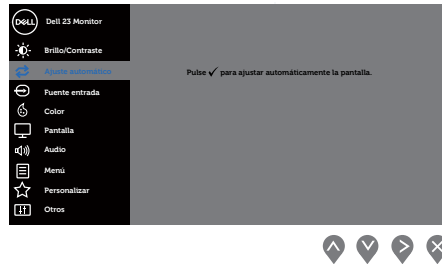 DELL
Dell 23 Monitor
Brillo/Contraste
Ajuste automático
Pulse ✓ para ajustar automáticamente la pantalla.
Fuente entrada
Color
Pantalla
Audio
Menú
Personalizar
Otros